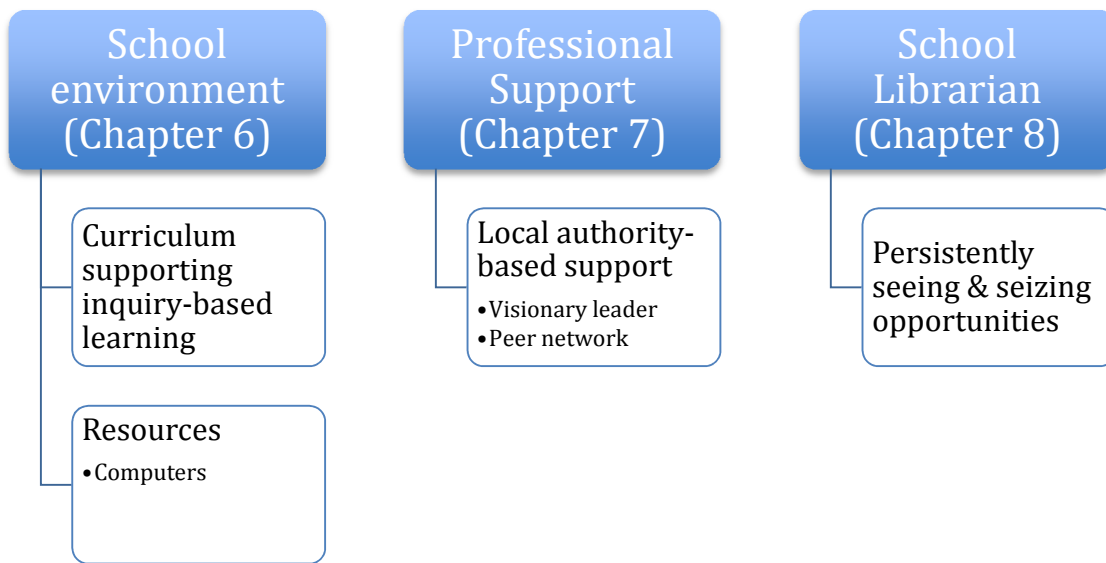 School
environment
(Chapter 6)
Curriculum
supporting
inquiry-based
learning
Resources
•Computers
Professional
Support
(Chapter 7)
Local authority-
based support
•Visionary leader
•Peer network
School
Librarian
(Chapter 8)
Persistently
seeing & seizing
opportunities